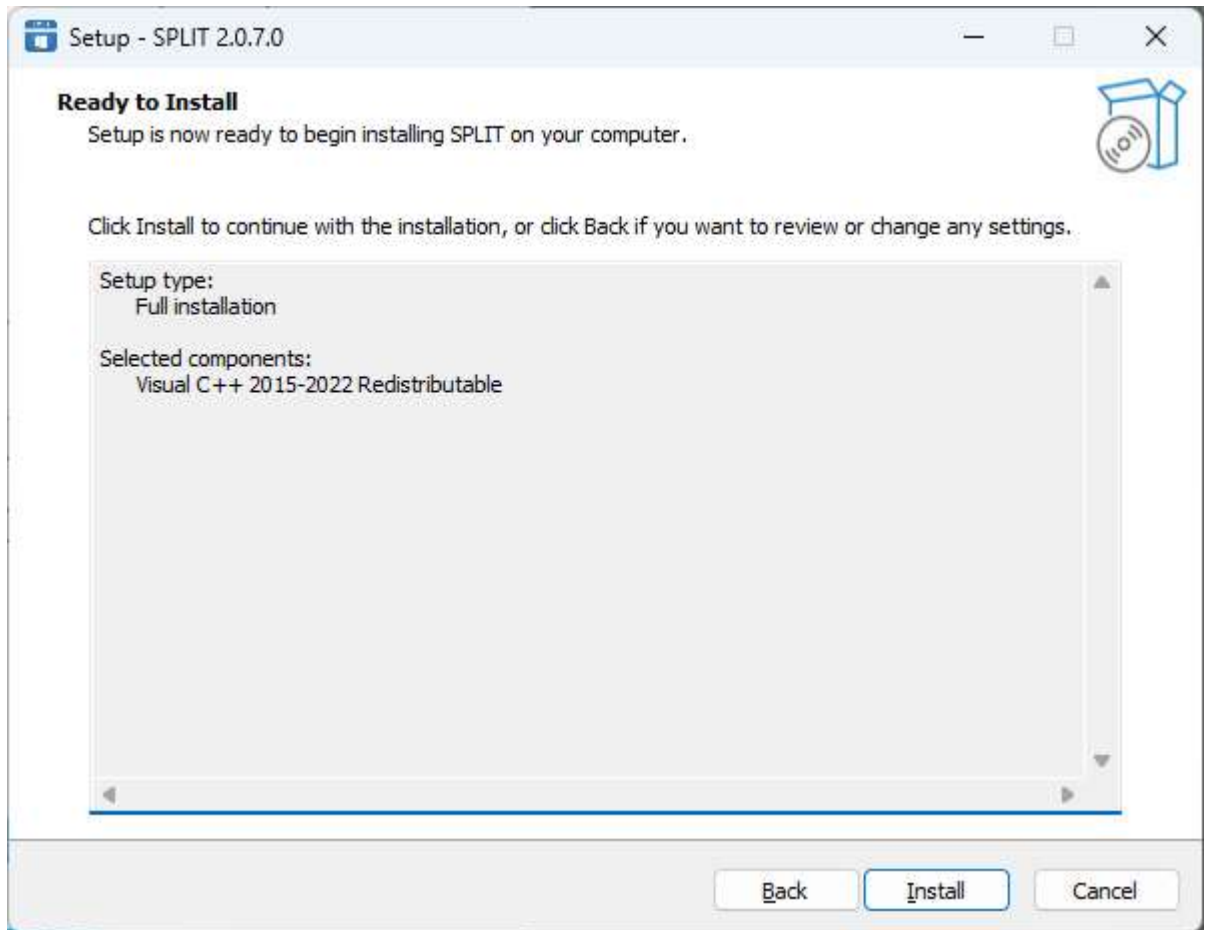 Setup - SPLIT 2.0.7.0
Ready to Install
Setup is now ready to begin installing SPLIT on your computer.
Click Install to continue with the installation, or click Back if you want to review or change any settings.
Setup type:
Full installation
Selected components:
Visual C++ 2015-2022 Redistributable
Back
Install
Cancel